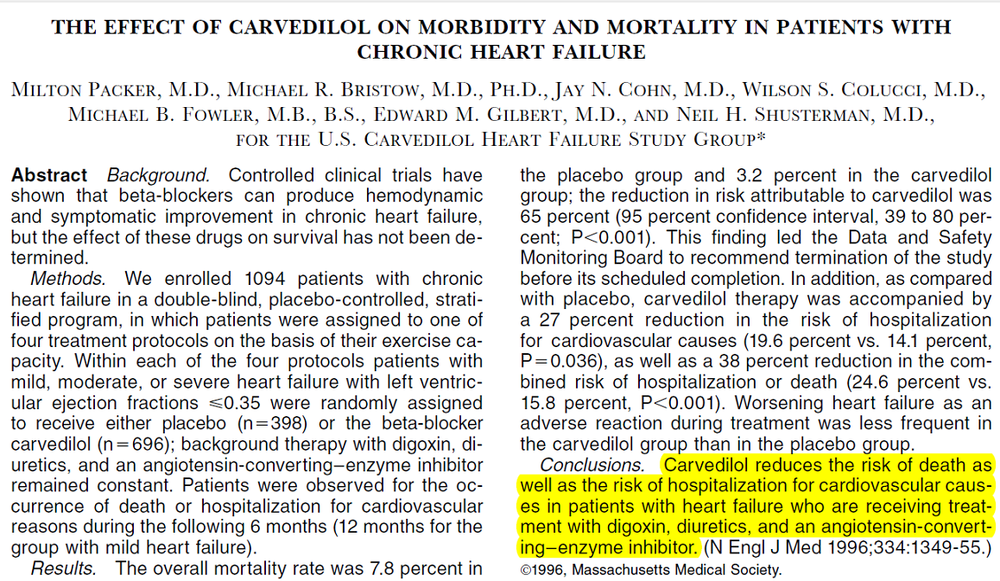 THE EFFECT OF CARVEDILOL ON MORBIDITY AND MORTALITY IN PATIENTS WITH
CHRONIC HEART FAILURE
MILTON PACKER, M.D., MICHAEL R. BRISTOW, M.D., PH.D., JAY N. COHN, M.D., WILSON S. COLUCCI, M.D.,
MICHAEL B. FOWLER, M.B., B.S., EDWARD M. GILBERT, M.D., AND NEIL H. SHUSTERMAN, M.D.,
FOR THE U.S. CARVEDILOL HEART FAILURE STUDY GROUP*
Abstract Background. Controlled clinical trials have
shown that beta-blockers can produce hemodynamic
and symptomatic improvement in chronic heart failure,
but the effect of these drugs on survival has not been de-
termined.
Methods. We enrolled 1094 patients with chronic
heart failure in a double-blind, placebo-controlled, strati-
fied program, in which patients were assigned to one of
four treatment protocols on the basis of their exercise ca-
pacity. Within each of the four protocols patients with
mild, moderate, or severe heart failure with left ventric-
ular ejection fractions ≤0.35 were randomly assigned
to receive either placebo (n=398) or the beta-blocker
carvedilol (n=696); background therapy with digoxin, di-
uretics, and an angiotensin-converting–enzyme inhibitor
remained constant. Patients were observed for the oc-
currence of death or hospitalization for cardiovascular
reasons during the following 6 months (12 months for the
group with mild heart failure).
Results. The overall mortality rate was 7.8 percent in
the placebo group and 3.2 percent in the carvedilol
group; the reduction in risk attributable to carvedilol was
65 percent (95 percent confidence interval, 39 to 80 per-
cent; P<0.001). This finding led the Data and Safety
Monitoring Board to recommend termination of the study
before its scheduled completion. In addition, as compared
with placebo, carvedilol therapy was accompanied by
a 27 percent reduction in the risk of hospitalization
for cardiovascular causes (19.6 percent vs. 14.1 percent,
P=0.036), as well as a 38 percent reduction in the com-
bined risk of hospitalization or death (24.6 percent vs.
15.8 percent, P<0.001). Worsening heart failure as an
adverse reaction during treatment was less frequent in
the carvedilol group than in the placebo group.
Conclusions. Carvedilol reduces the risk of death as
well as the risk of hospitalization for cardiovascular caus-
es in patients with heart failure who are receiving treat-
ment with digoxin, diuretics, and an angiotensin-convert-
ing–enzyme inhibitor. (N Engl J Med 1996;334:1349-55.)
©1996, Massachusetts Medical Society.